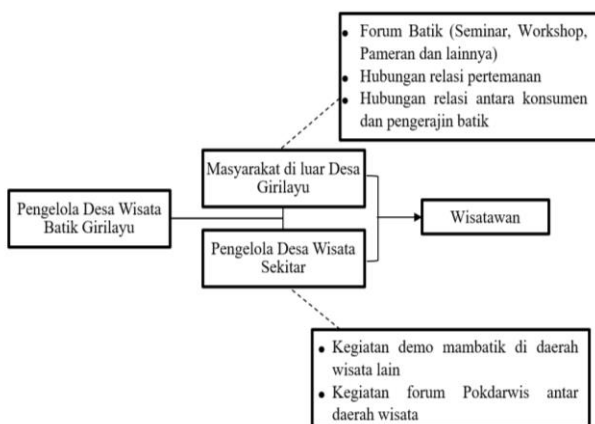 • Forum Batik (Seminar, Workshop,
Pameran dan lainnya)
• Hubungan relasi pertemanan
• Hubungan relasi antara konsumen
dan pengerajin batik
Masyarakat di luar Desa
Girilayu
Pengelola Desa Wisata
Batik Girilayu
Wisatawan
Pengelola Desa Wisata
Sekitar
• Kegiatan demo mambatik di daerah
wisata lain
• Kegiatan forum Pokdarwis antar
daerah wisata